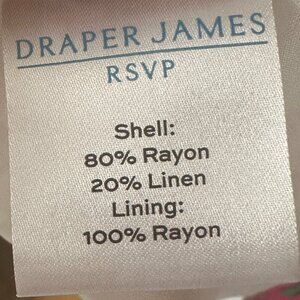 DRAPER JAMES
RSVP
Shell:
80% Rayon
20% Linen
Lining:
100% Rayon